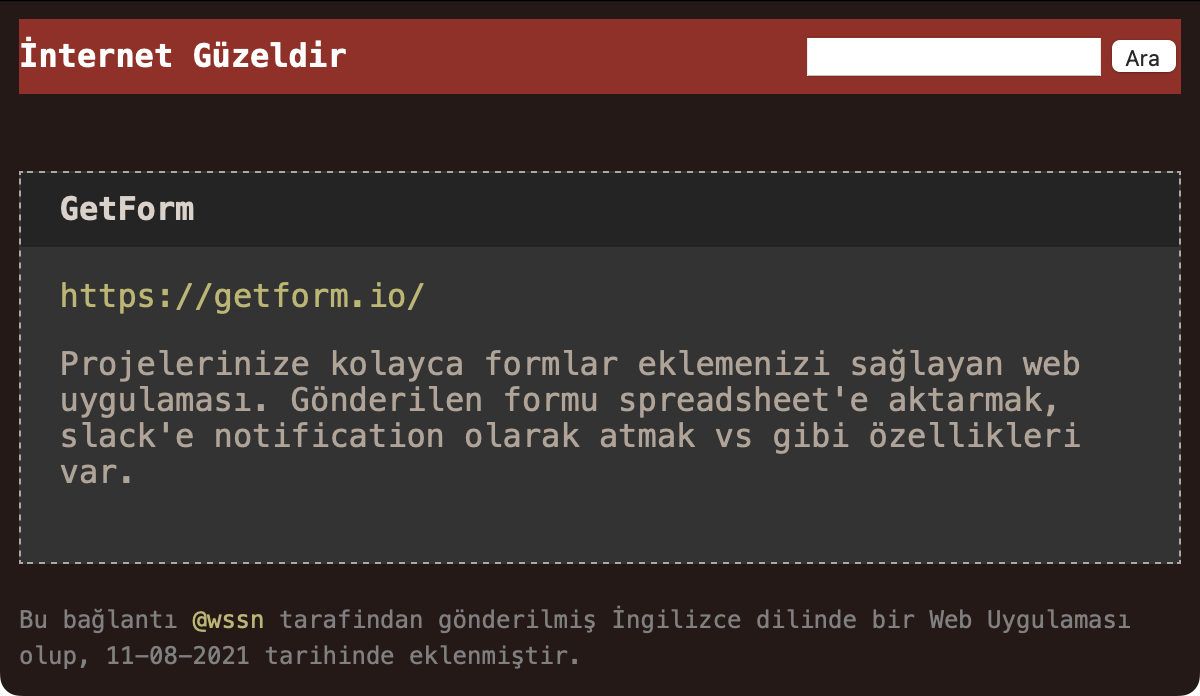 İnternet Güzeldir
Ara
GetForm
https://getform.io/
Projelerinize kolayca formlar eklemenizi sağlayan web
uygulaması. Gönderilen formu spreadsheet'e aktarmak,
slack'e notification olarak atmak vs gibi özellikleri
var.
Bu bağlantı @wssn tarafindan gönderilmiş İngilizce dilinde bir Web Uygulaması
olup, 11-08-2021 tarihinde eklenmiştir.